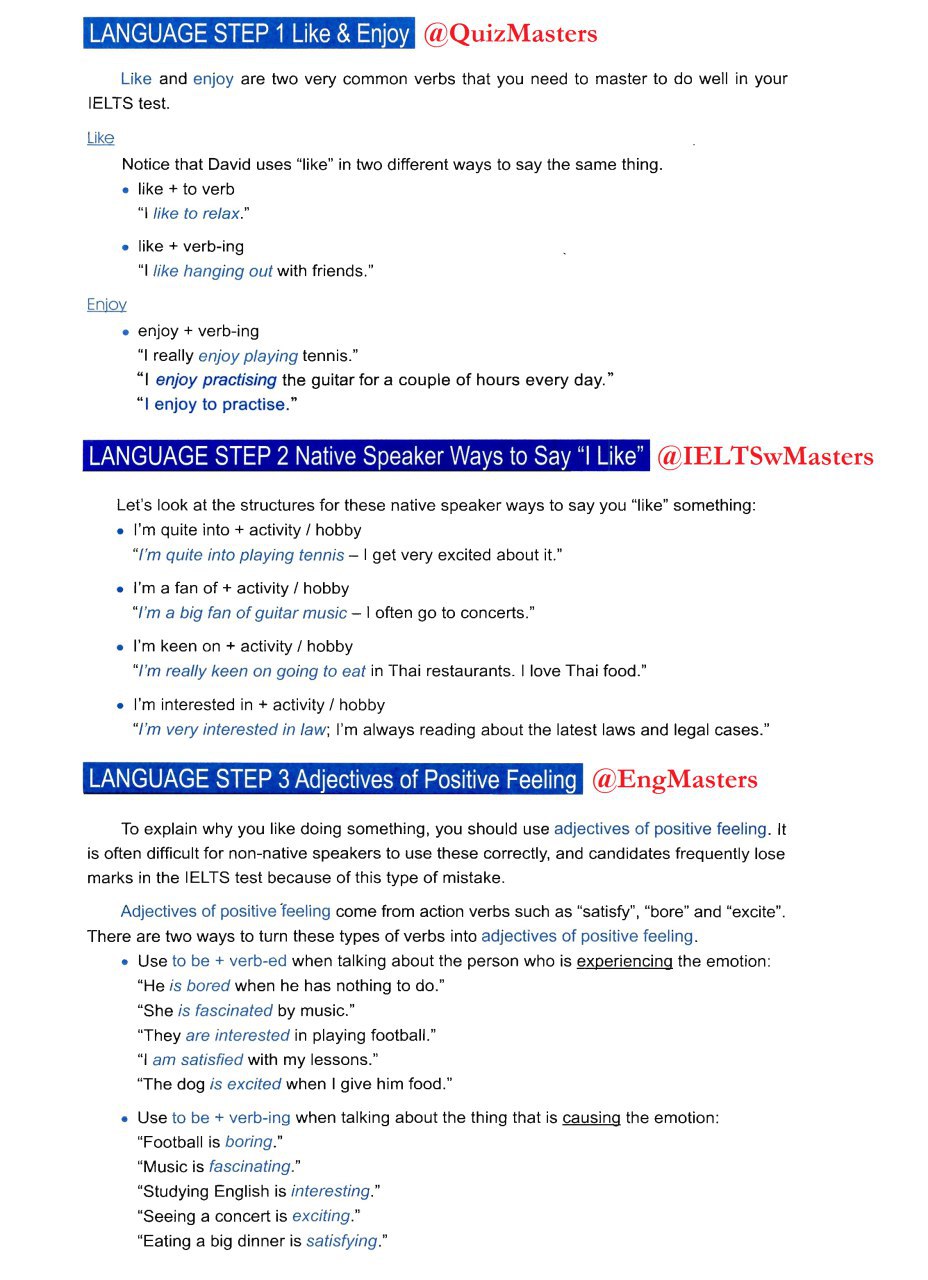 LANGUAGE STEP 1 Like & Enjoy @QuizMasters
Like and enjoy are two very common verbs that you need to master to do well in your
IELTS test.
Like
Notice that David uses “like” in two different ways to say the same thing.
• like + to verb
“I like to relax.”
• like + verb-ing
“I like hanging out with friends.”
Enjoy
• enjoy + verb-ing
“I really enjoy playing tennis.”
“I enjoy practising the guitar for a couple of hours every day.”
“I enjoy to practise.”
LANGUAGE STEP 2 Native Speaker Ways to Say “I Like” @IELTSwMasters
Let’s look at the structures for these native speaker ways to say you “like” something:
• I’m quite into + activity / hobby
“I’m quite into playing tennis – I get very excited about it.”
• I’m a fan of + activity / hobby
“I’m a big fan of guitar music – I often go to concerts.”
• I’m keen on + activity / hobby
“I’m really keen on going to eat in Thai restaurants. I love Thai food.”
• I’m interested in + activity / hobby
“I’m very interested in law; I’m always reading about the latest laws and legal cases.”
LANGUAGE STEP 3 Adjectives of Positive Feeling @EngMasters
To explain why you like doing something, you should use adjectives of positive feeling. It
is often difficult for non-native speakers to use these correctly, and candidates frequently lose
marks in the IELTS test because of this type of mistake.
Adjectives of positive feeling come from action verbs such as “satisfy”, “bore” and “excite”.
There are two ways to turn these types of verbs into adjectives of positive feeling.
• Use to be + verb-ed when talking about the person who is experiencing the emotion:
“He is bored when he has nothing to do.”
“She is fascinated by music.”
“They are interested in playing football.”
“I am satisfied with my lessons.”
“The dog is excited when I give him food.”
• Use to be + verb-ing when talking about the thing that is causing the emotion:
“Football is boring.”
“Music is fascinating.”
“Studying English is interesting.”
“Seeing a concert is exciting.”
“Eating a big dinner is satisfying.”